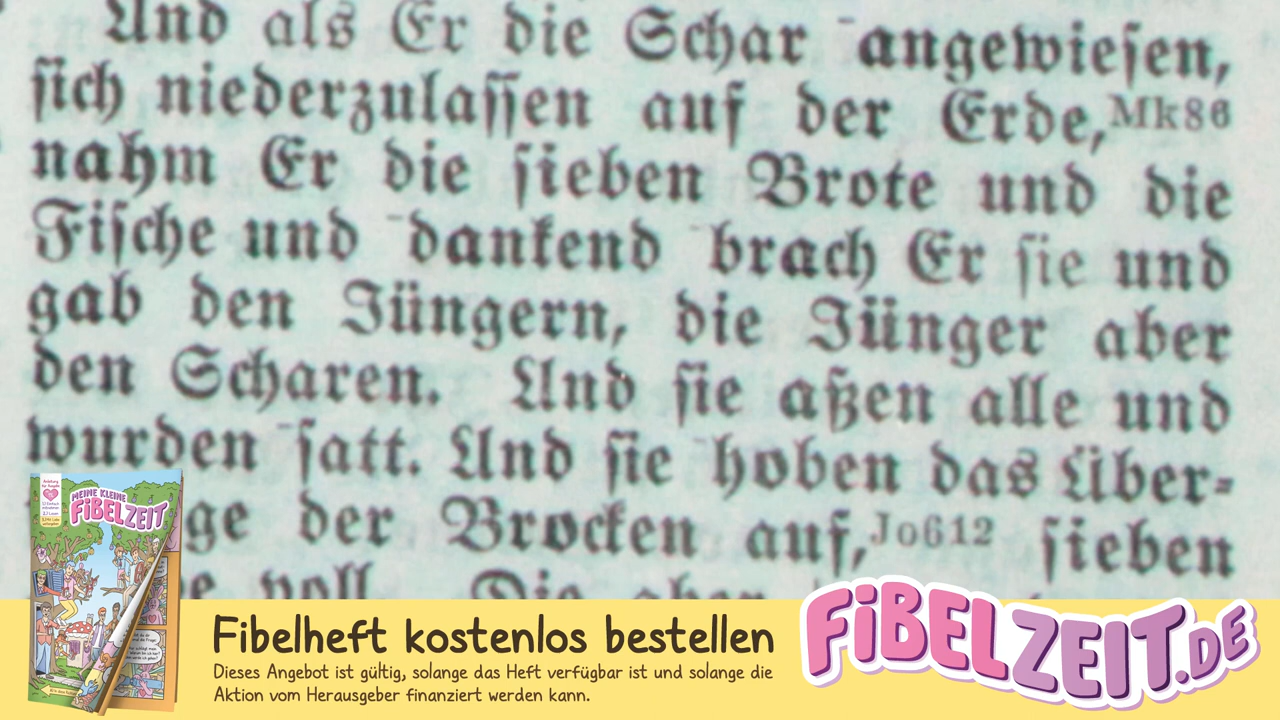 Und als Er die Schar ‾angewieſen,
ſich niederzulaſſen auf der Erde,Mk86
nahm Er die ſieben Brote und die
Fiſche und ‾dankend ‾brach Er ſie und
gab den Jüngern, die Jünger aber
den Scharen. Und ſie aßen alle und
wurden ‾ſatt. Und ſie ‾hoben das Über=
ge der Brocken auf,Jo612 ſieben
voll. Die aber
MEINE KLEINE
FiBELZEiT
Fibelheft kostenlos bestellen
Dieses Angebot ist gültig, solange das Heft verfügbar ist und solange die
Aktion vom Herausgeber finanziert werden kann.
FiBELZEiT.DE